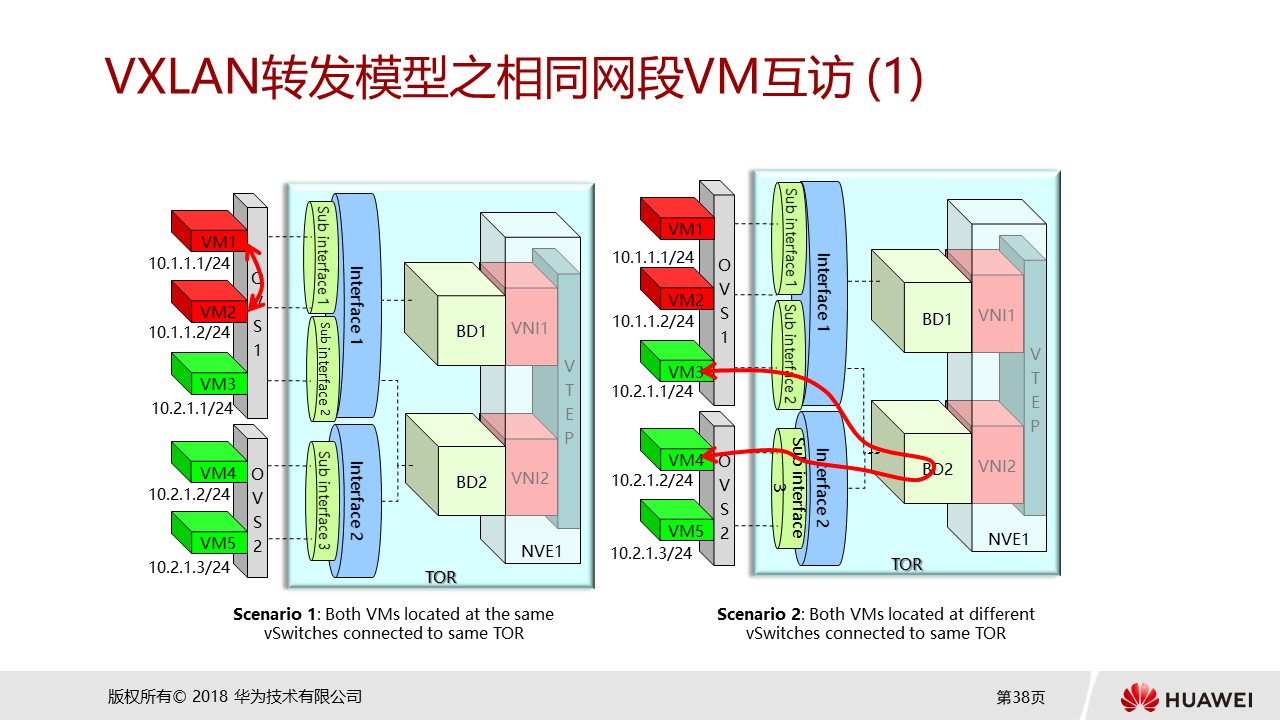 VXLAN转发模型之相同网段VM互访 (1)
VM1
10.1.1.1/24
VM2
10.1.1.2/24
VM3
10.2.1.1/24
VM4
10.2.1.2/24
VM5
10.2.1.3/24
OVS1
OVS2
Sub interface 1
Sub interface 2
Sub interface 3
Interface 1
Interface 2
BD1
VNI1
BD2
VNI2
VTEP
NVE1
TOR
Scenario 1: Both VMs located at the same
vSwitches connected to same TOR
VM1
10.1.1.1/24
VM2
10.1.1.2/24
VM3
10.2.1.1/24
VM4
10.2.1.2/24
VM5
10.2.1.3/24
OVS1
OVS2
Sub interface 1
Sub interface 2
Sub interface
3
Interface 1
Interface 2
BD1
VNI1
BD2
VNI2
VTEP
NVE1
TOR
Scenario 2: Both VMs located at different
vSwitches connected to same TOR
版权所有© 2018 华为技术有限公司
第38页
HUAWEI